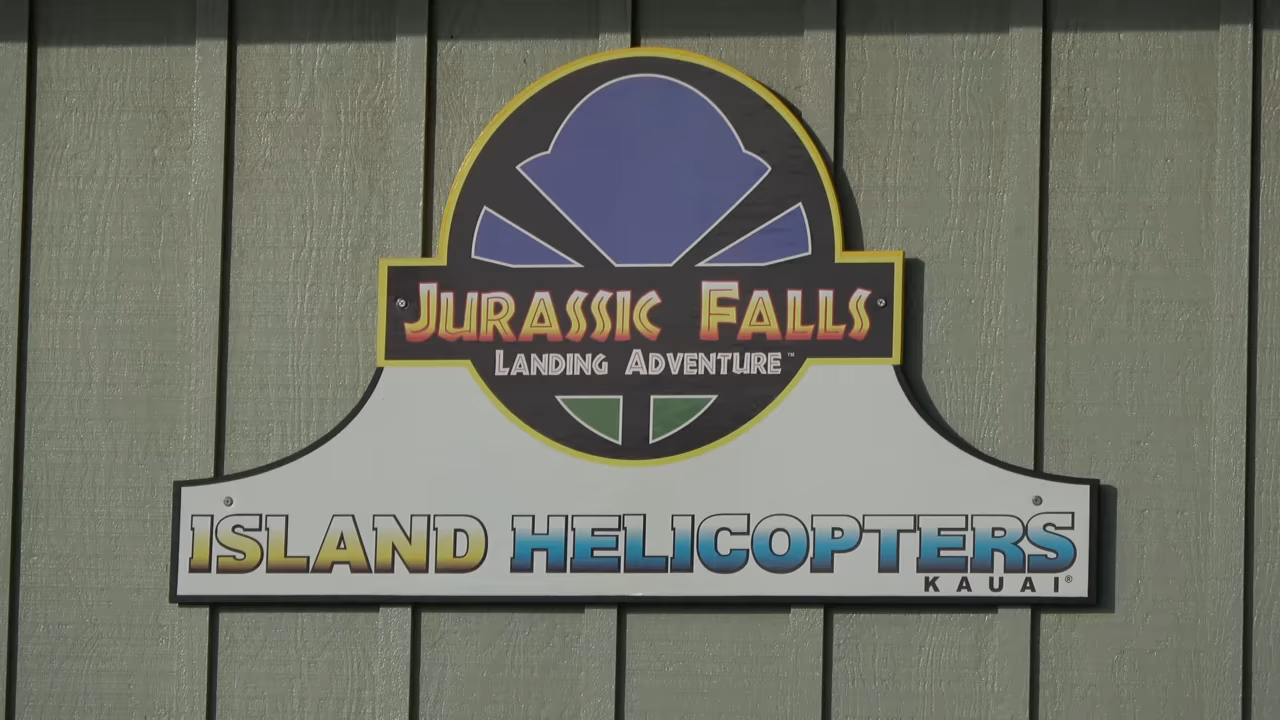 JURASSIC FALLS
LANDING ADVENTURE™
ISLAND HELICOPTERS
KAUAI®